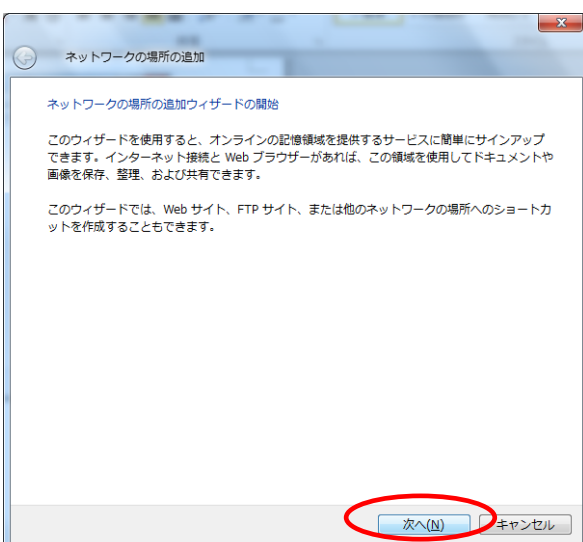 ネットワークの場所の追加
ネットワークの場所の追加ウィザードの開始
このウィザードを使用すると、オンラインの記憶領域を提供するサービスに簡単にサインアップ
できます。インターネット接続と Web ブラウザーがあれば、この領域を使用してドキュメントや
画像を保存、整理、および共有できます。
このウィザードでは、Web サイト、FTP サイト、または他のネットワークの場所へのショートカ
ットを作成することもできます。
次へ(N) キャンセル